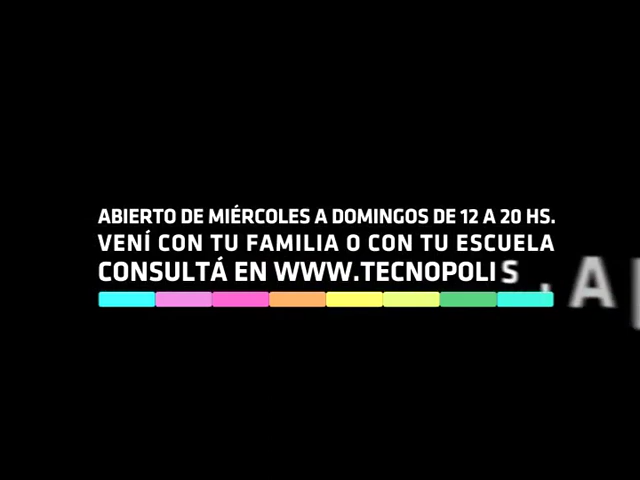 ABIERTO DE MIÉRCOLES A DOMINGOS DE 12 A 20 HS.
VENÍ CON TU FAMILIA O CON TU ESCUELA
CONSULTÁ EN WWW.TECNOPOLIS.A